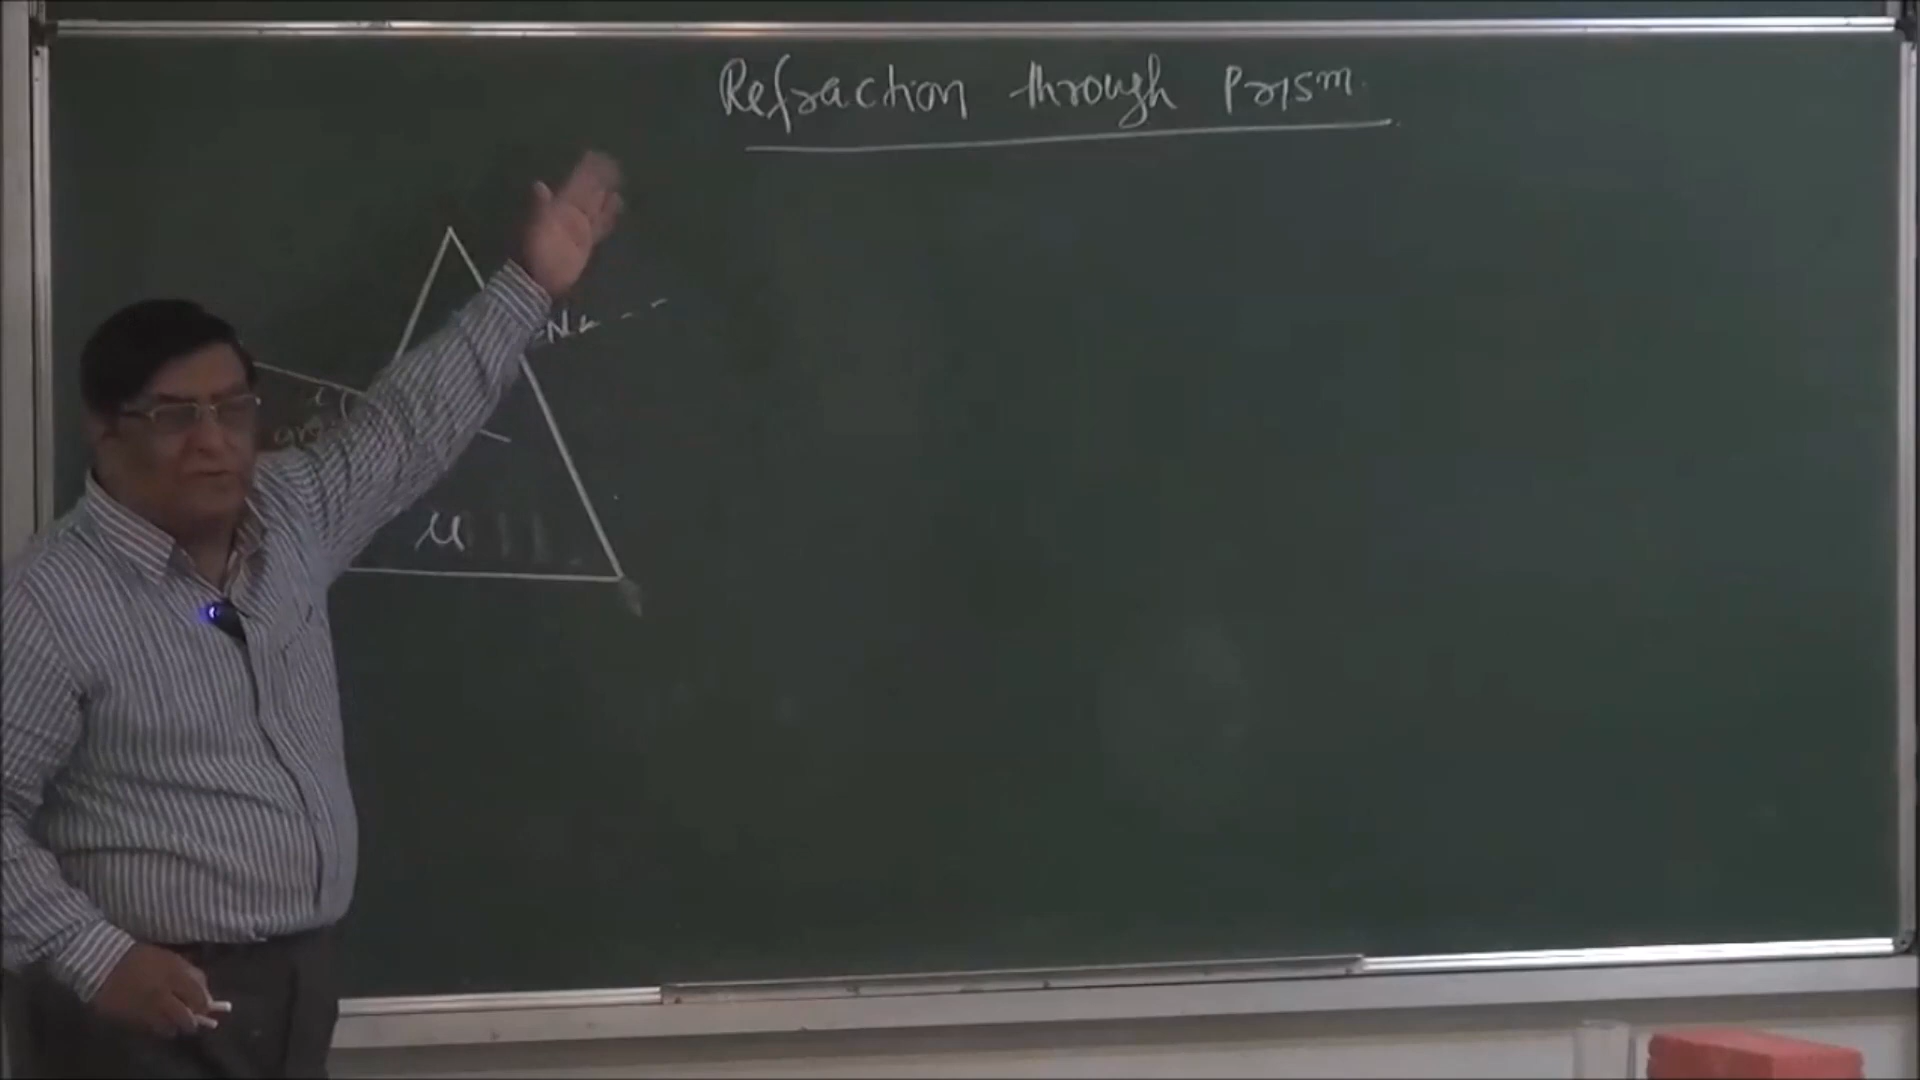 Refraction through Prism.
i
μ